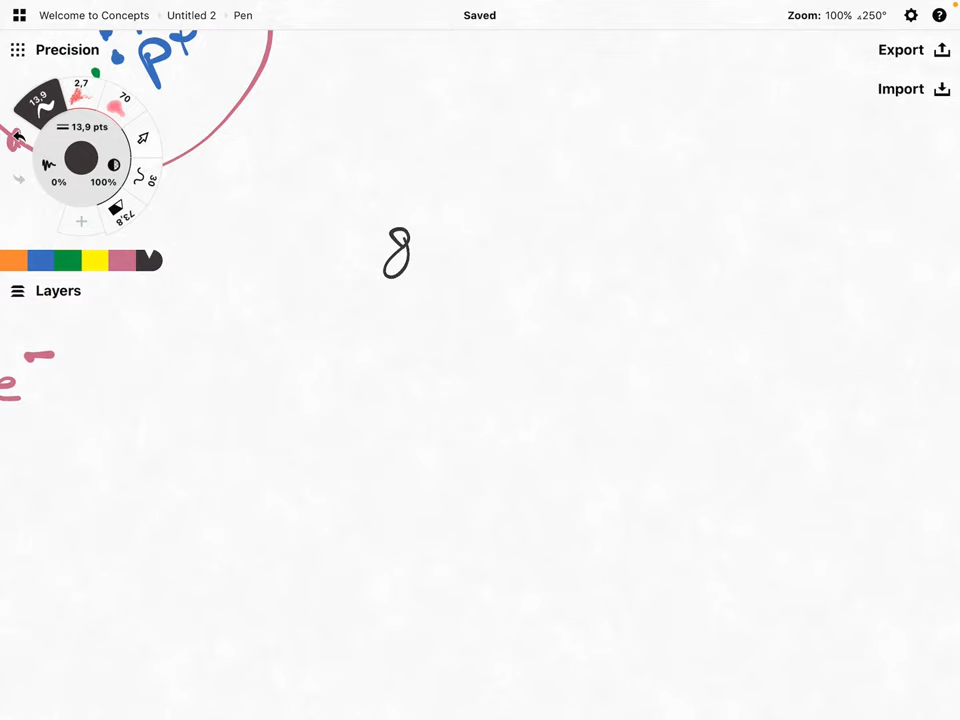 Welcome to Concepts › Untitled 2 › Pen
Saved
Zoom: 100% ⊿250°
Precision
Export
Import
px
2,7
70
13,9
13,9 pts
30
0%
100%
73,8
+
8
Layers
e